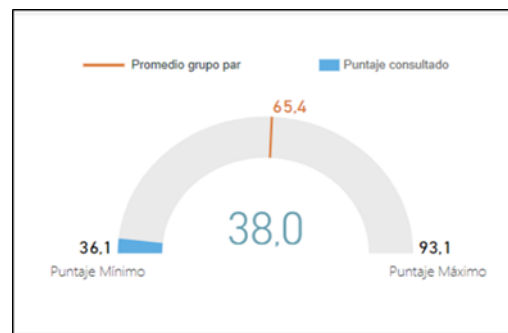 Promedio grupo par
Puntaje consultado
65,4
38,0
36,1
Puntaje Mínimo
93,1
Puntaje Máximo